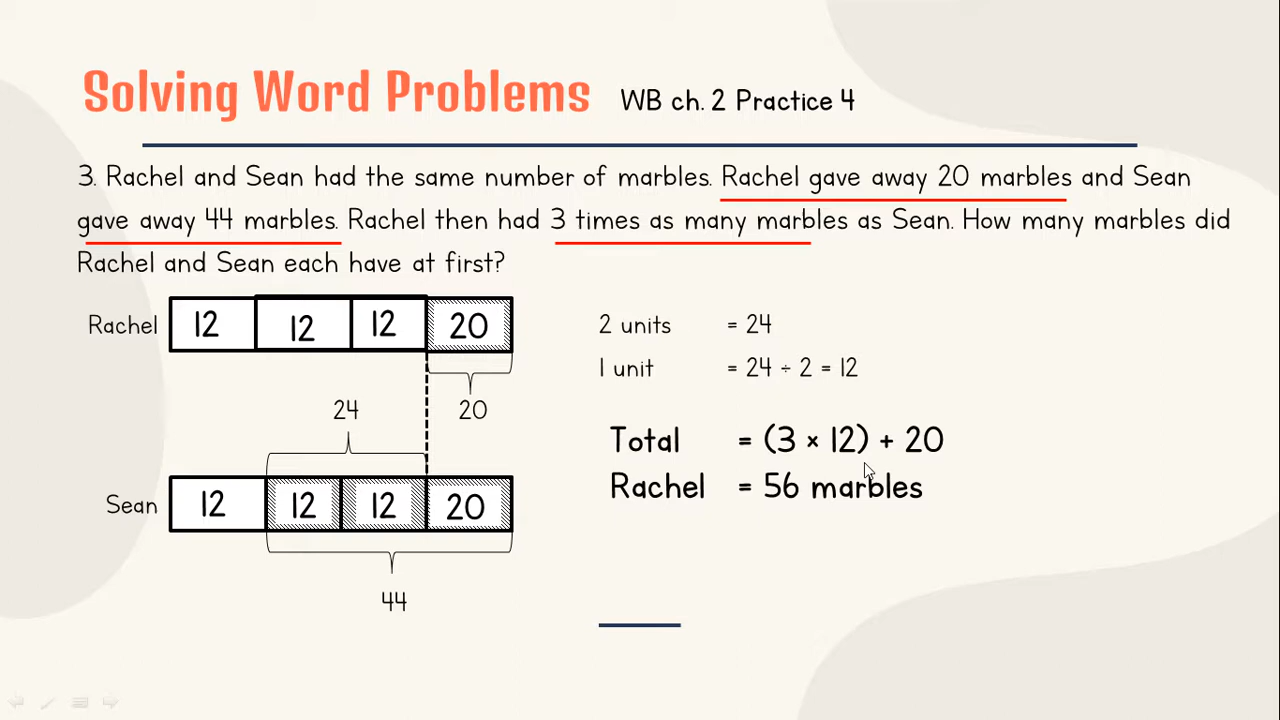 Solving Word Problems WB ch. 2 Practice 4
3. Rachel and Sean had the same number of marbles. Rachel gave away 20 marbles and Sean
gave away 44 marbles. Rachel then had 3 times as many marbles as Sean. How many marbles did
Rachel and Sean each have at first?
Rachel 12 12 12 20
20
24
Sean 12 12 12 20
44
2 units = 24
1 unit = 24 ÷ 2 = 12
Total = (3 × 12) + 20
Rachel = 56 marbles